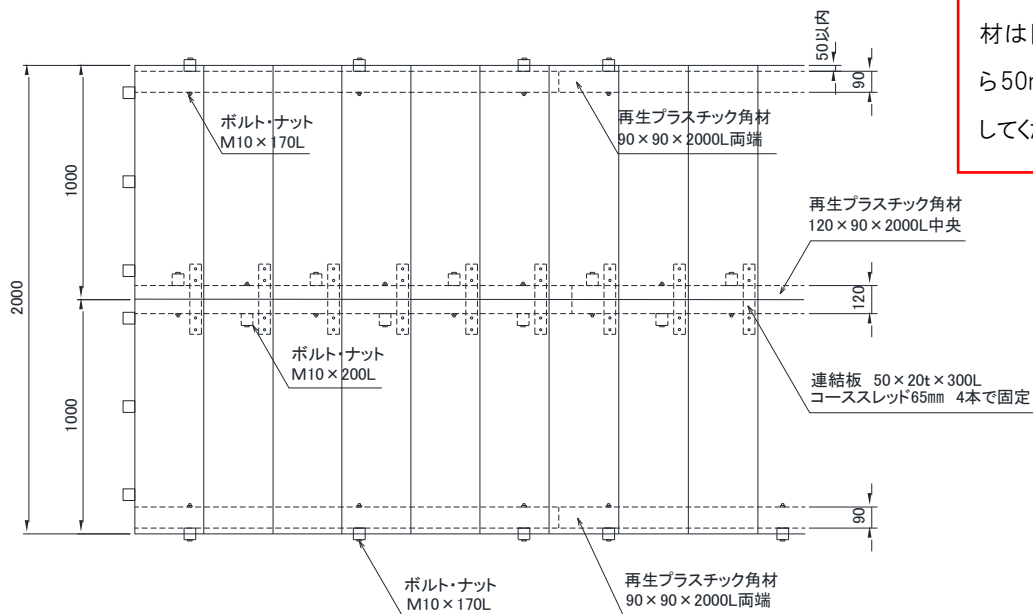 50以内
90
材は
ら50
してく
ボルト・ナット
M10×170L
再生プラスチック角材
90×90×2000L両端
1000
再生プラスチック角材
120×90×2000L中央
2000
120
ボルト・ナット
M10×200L
連結板 50×20t×300L
コーススレッド65mm 4本で固定
1000
90
ボルト・ナット
M10×170L
再生プラスチック角材
90×90×2000L両端